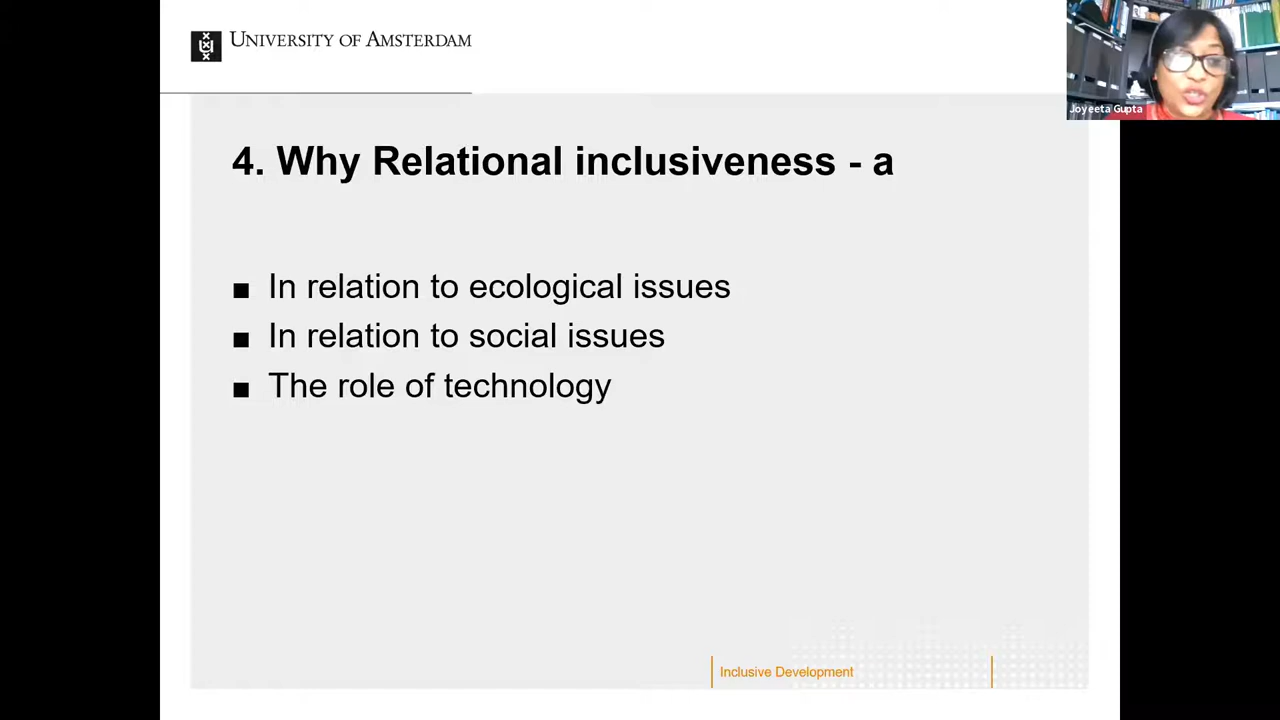 UNIVERSITY OF AMSTERDAM
Joyeeta Gupta
4. Why Relational inclusiveness - a
■ In relation to ecological issues
■ In relation to social issues
■ The role of technology
Inclusive Development